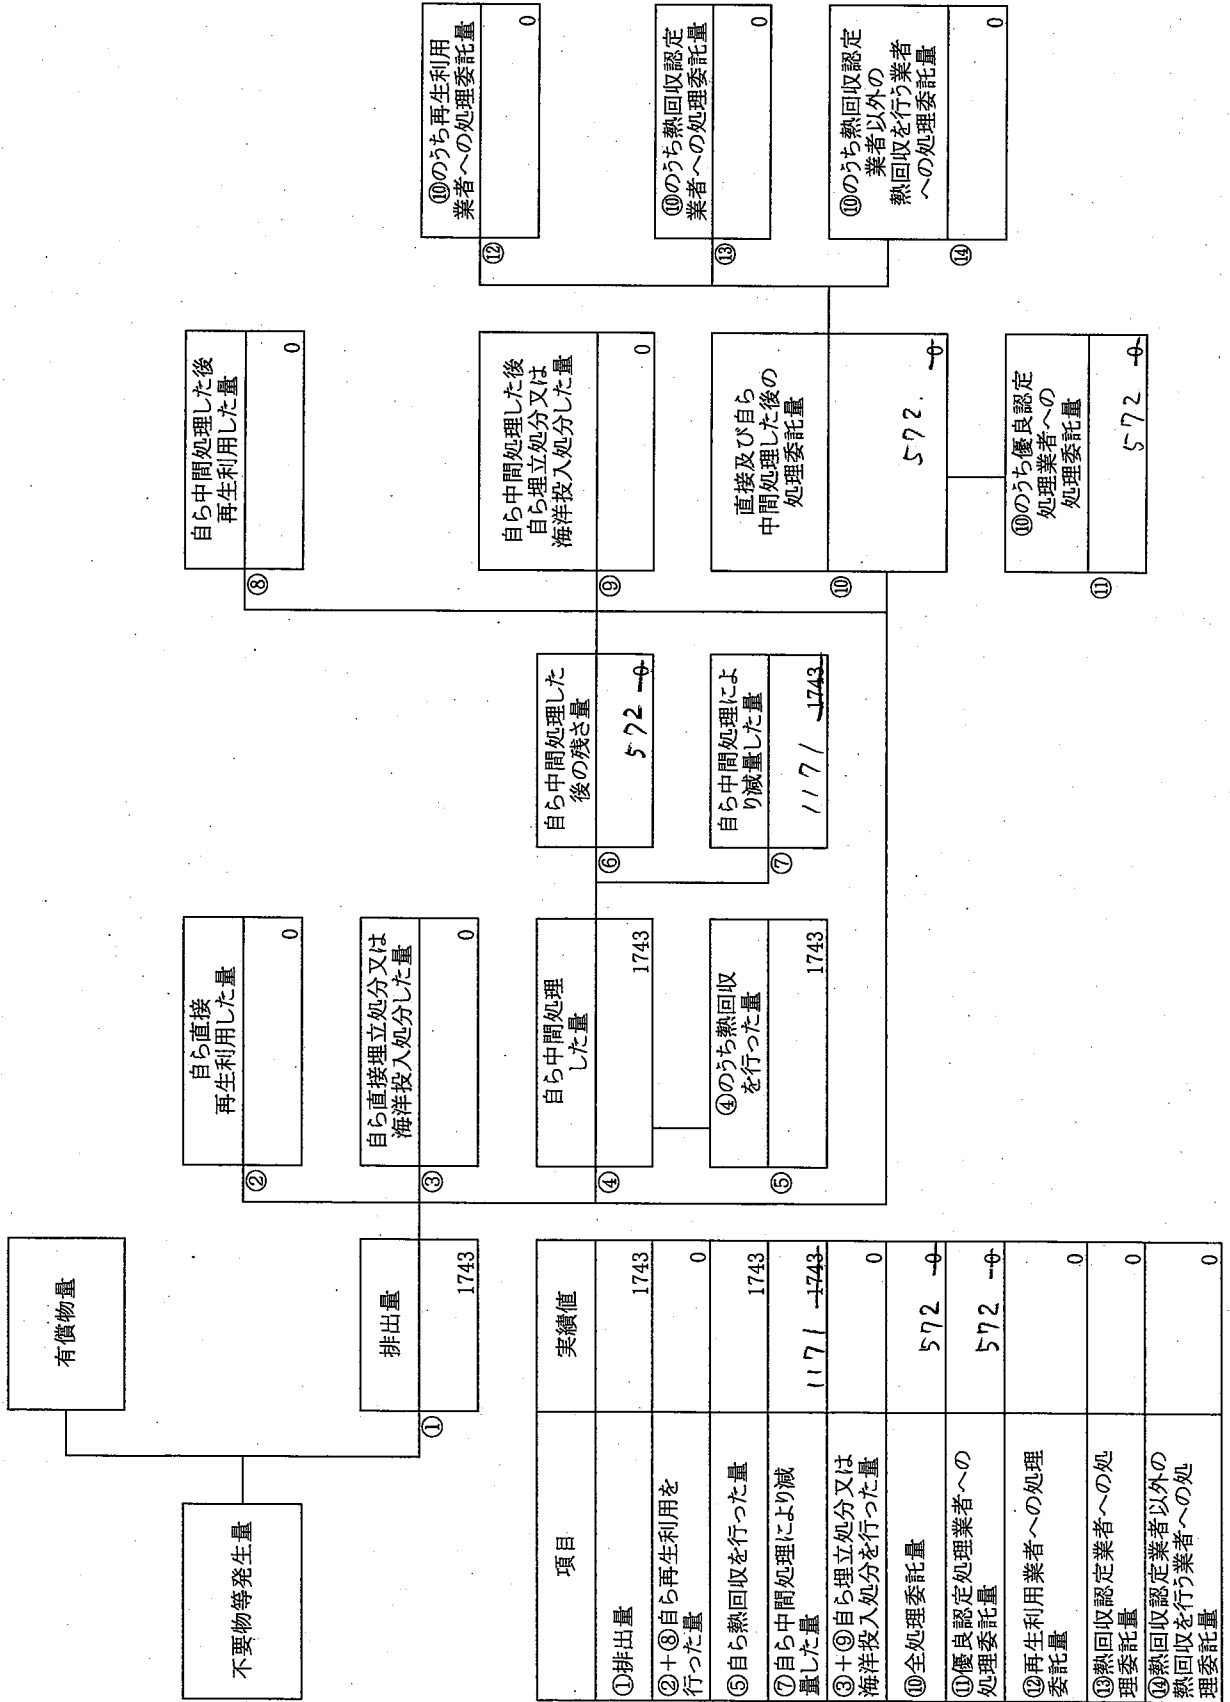 不要物等発生量
有償物量
①
排出量
1743
②
自ら直接
再生利用した量
0
③
自ら直接埋立処分又は
海洋投入処分した量
0
④
自ら中間処理
した量
1743
⑤
④のうち熱回収
を行った量
1743
⑥
自ら中間処理した
後の残さ量
572 0
⑦
自ら中間処理によ
り減量した量
1171 1743
⑧
自ら中間処理した後
再生利用した量
0
⑨
自ら中間処理した後
自ら埋立処分又は
海洋投入処分した量
0
⑩
直接及び自ら
中間処理した後の
処理委託量
572. 0
⑪
⑩のうち優良認定
処理業者への
処理委託量
572 0
⑫
⑩のうち再生利用
業者への処理委託量
0
⑬
⑩のうち熱回収認定
業者への処理委託量
0
⑭
⑩のうち熱回収認定
業者以外の
熱回収を行う業者
への処理委託量
0
項目 実績値
①排出量 1743
②+⑧自ら再生利用を
行った量 0
⑤自ら熱回収を行った量 1743
⑦自ら中間処理により減
量した量 1171 1743
③+⑨自ら埋立処分又は
海洋投入処分を行った量 0
⑩全処理委託量 572 0
⑪優良認定処理業者への
処理委託量 572 0
⑫再生利用業者への処理
委託量 0
⑬熱回収認定業者への処
理委託量 0
⑭熱回収認定業者以外の
熱回収を行う業者への処
理委託量 0